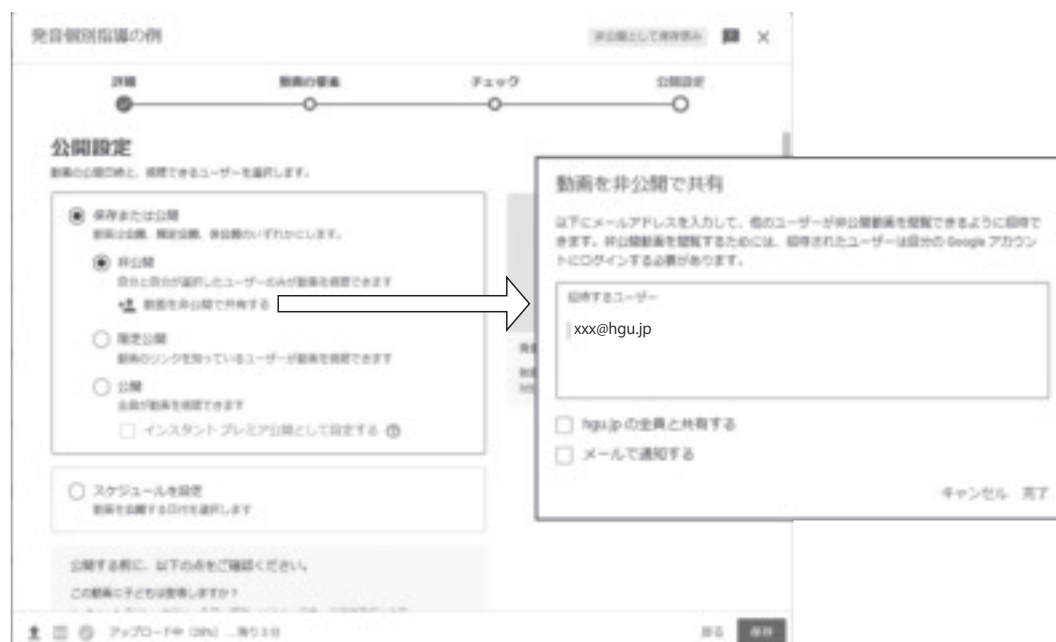 発音個別指導の例
非公開として保存済み
詳細
動画の要素
チェック
公開設定
公開設定
動画の公開日時と、視聴できるユーザーを選択します。
保存または公開
動画は公開、限定公開、非公開のいずれかにします。
非公開
自分と自分が選択したユーザーのみが動画を視聴できます
動画を非公開で共有する
限定公開
動画のリンクを知っているユーザーが動画を視聴できます
公開
全員が動画を視聴できます
インスタント プレミア公開として設定する
スケジュールを設定
動画を公開する日付を選択します
公開する前に、以下の点をご確認ください。
この動画に子どもは登場しますか?
アップロード中 (28%) ...残り 3 分
戻る
保存
動画を非公開で共有
以下にメールアドレスを入力して、他のユーザーが非公開動画を閲覧できるように招待で
きます。非公開動画を閲覧するためには、招待されたユーザーは自分の Google アカウン
トにログインする必要があります。
招待するユーザー
xxx@hgu.jp
hgu.jp の全員と共有する
メールで通知する
キャンセル 完了